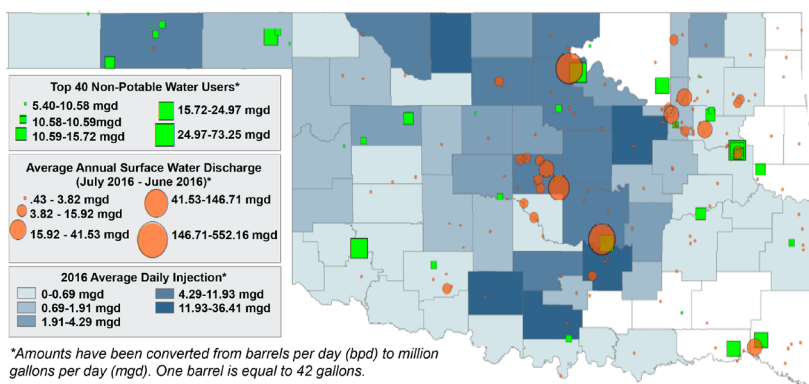 Top 40 Non-Potable Water Users*
5.40-10.58 mgd
10.58-10.59mgd
10.59-15.72 mgd
15.72-24.97 mgd
24.97-73.25 mgd
Average Annual Surface Water Discharge
(July 2016 - June 2016)*
.43 - 3.82 mgd
3.82 - 15.92 mgd
15.92 - 41.53 mgd
41.53-146.71 mgd
146.71-552.16 mgd
2016 Average Daily Injection*
0-0.69 mgd
0.69-1.91 mgd
1.91-4.29 mgd
4.29-11.93 mgd
11.93-36.41 mgd
*Amounts have been converted from barrels per day (bpd) to million
gallons per day (mgd). One barrel is equal to 42 gallons.